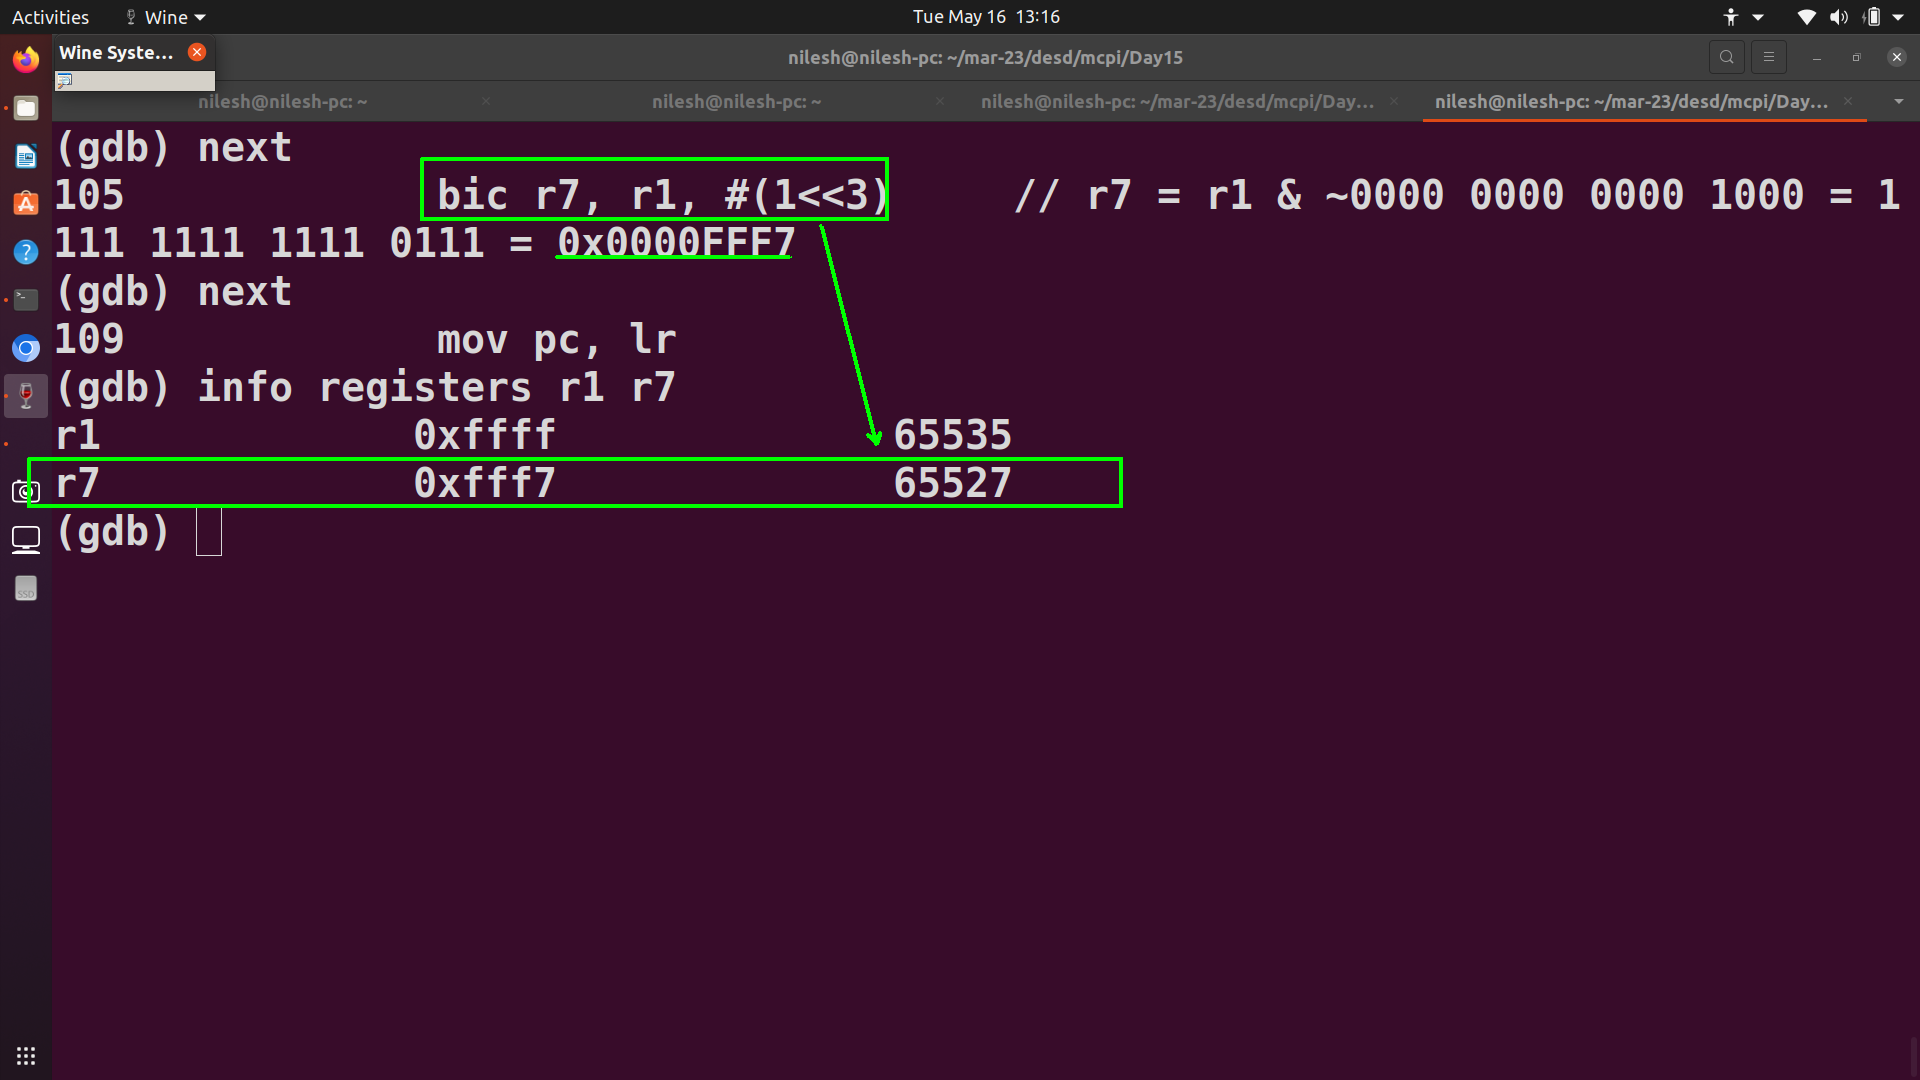 Activities Wine Tue May 16 13:16
Wine Syste...
nilesh@nilesh-pc: ~/mar-23/desd/mcpi/Day15
nilesh@nilesh-pc: ~ nilesh@nilesh-pc: ~ nilesh@nilesh-pc: ~/mar-23/desd/mcpi/Day... nilesh@nilesh-pc: ~/mar-23/desd/mcpi/Day...
(gdb) next
105 bic r7, r1, #(1<<3) // r7 = r1 & ~0000 0000 0000 1000 = 1
111 1111 1111 0111 = 0x0000FFF7
(gdb) next
109 mov pc, lr
(gdb) info registers r1 r7
r1 0xffff 65535
r7 0xfff7 65527
(gdb)
SSD